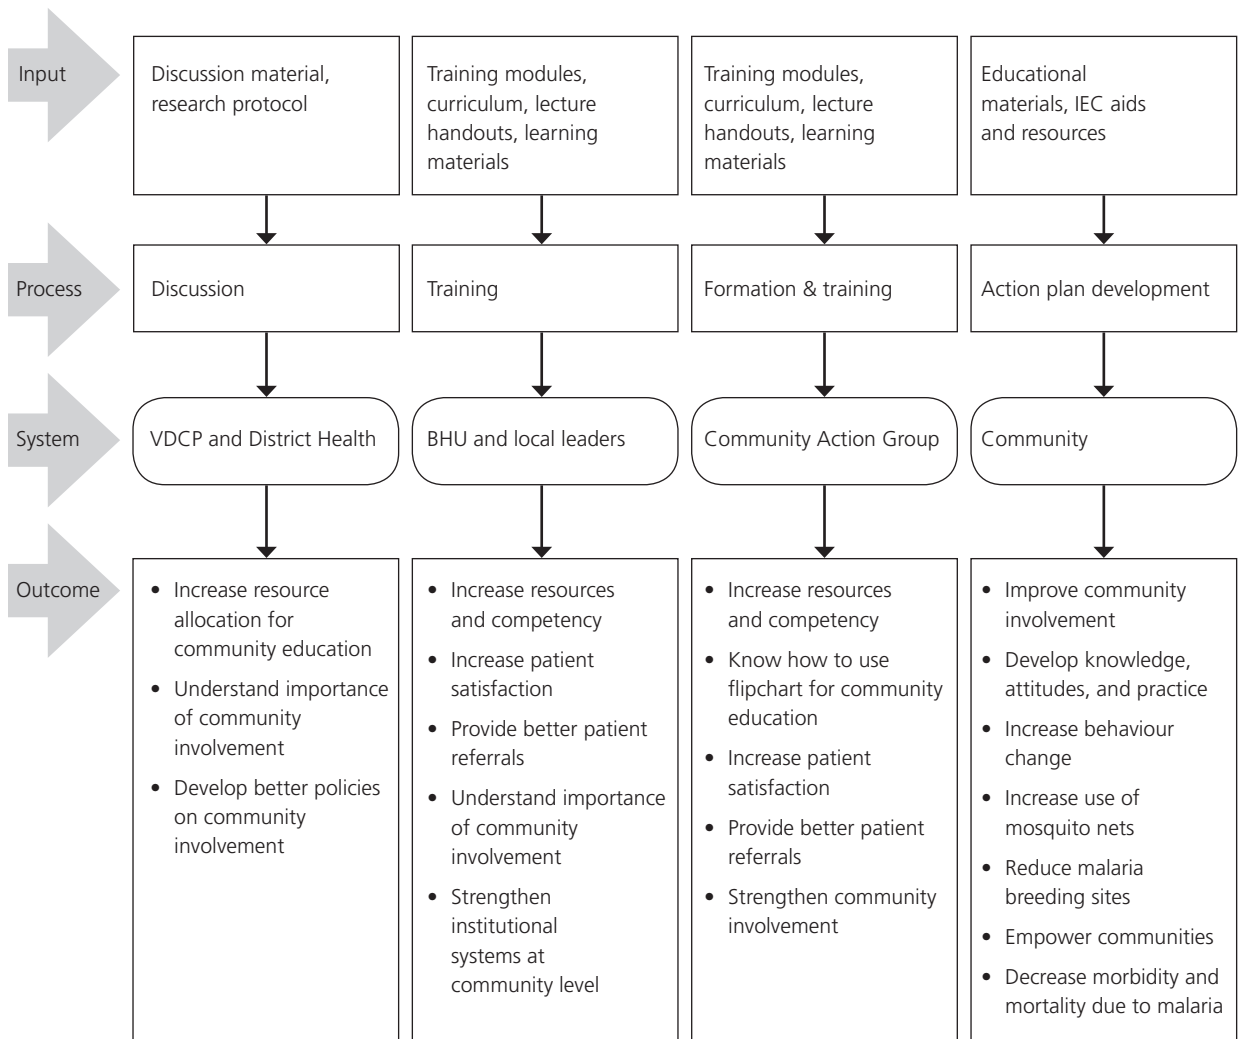 Input
Discussion material,
research protocol
Training modules,
curriculum, lecture
handouts, learning
materials
Training modules,
curriculum, lecture
handouts, learning
materials
Educational
materials, IEC aids
and resources
Process
Discussion
Training
Formation & training
Action plan development
System
VDCP and District Health
BHU and local leaders
Community Action Group
Community
Outcome
• Increase resource
allocation for
community education
• Understand importance
of community
involvement
• Develop better policies
on community
involvement
• Increase resources
and competency
• Increase patient
satisfaction
• Provide better patient
referrals
• Understand importance
of community
involvement
• Strengthen
institutional
systems at
community level
• Increase resources
and competency
• Know how to use
flipchart for community
education
• Increase patient
satisfaction
• Provide better patient
referrals
• Strengthen community
involvement
• Improve community
involvement
• Develop knowledge,
attitudes, and practice
• Increase behaviour
change
• Increase use of
mosquito nets
• Reduce malaria
breeding sites
• Empower communities
• Decrease morbidity and
mortality due to malaria